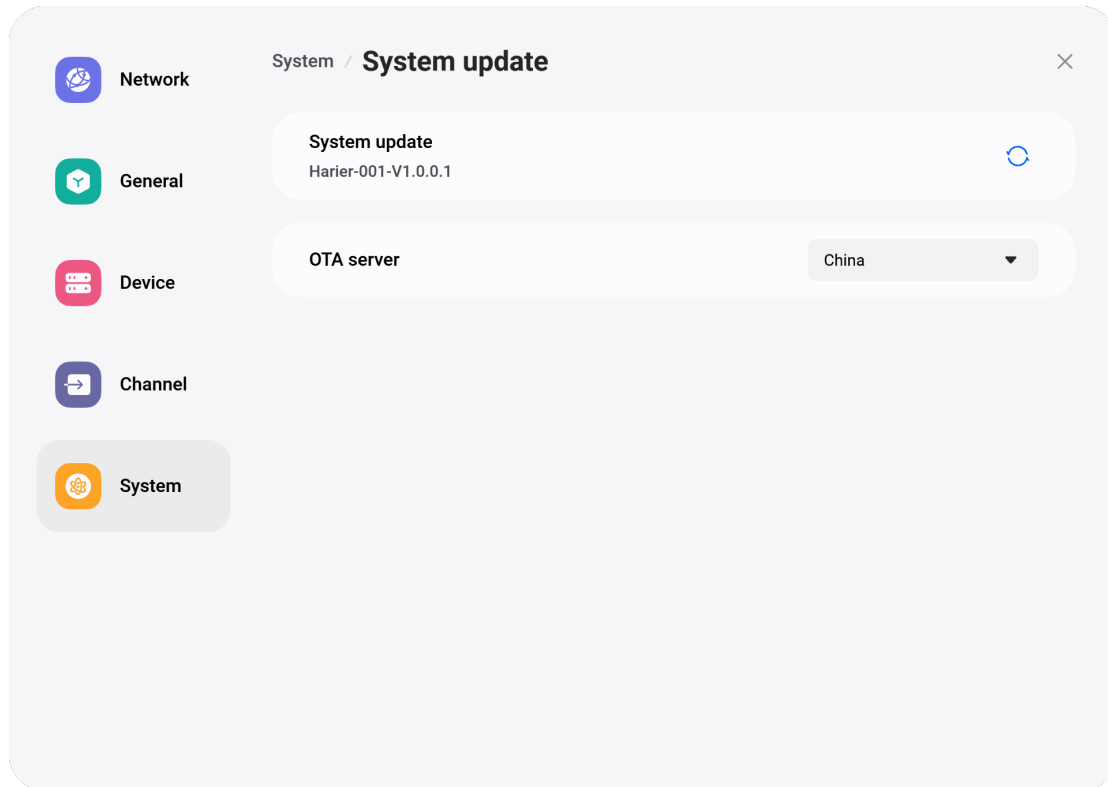 Network
General
Device
Channel
System
System / System update
System update
Harier-001-V1.0.0.1
OTA server
China